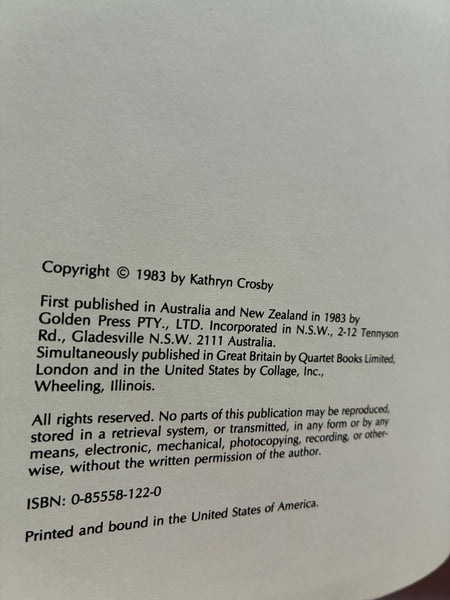 Copyright © 1983 by Kathryn Crosby
First published in Australia and New Zealand in 1983 by
Golden Press PTY., LTD. Incorporated in N.S.W., 2-12 Tennyson
Rd., Gladesville N.S.W. 2111 Australia.
Simultaneously published in Great Britain by Quartet Books Limited,
London and in the United States by Collage, Inc.,
Wheeling, Illinois.
All rights reserved. No parts of this publication may be reproduced,
stored in a retrieval system, or transmitted, in any form or by any
means, electronic, mechanical, photocopying, recording, or other-
wise, without the written permission of the author.
ISBN: 0-85558-122-0
Printed and bound in the United States of America.